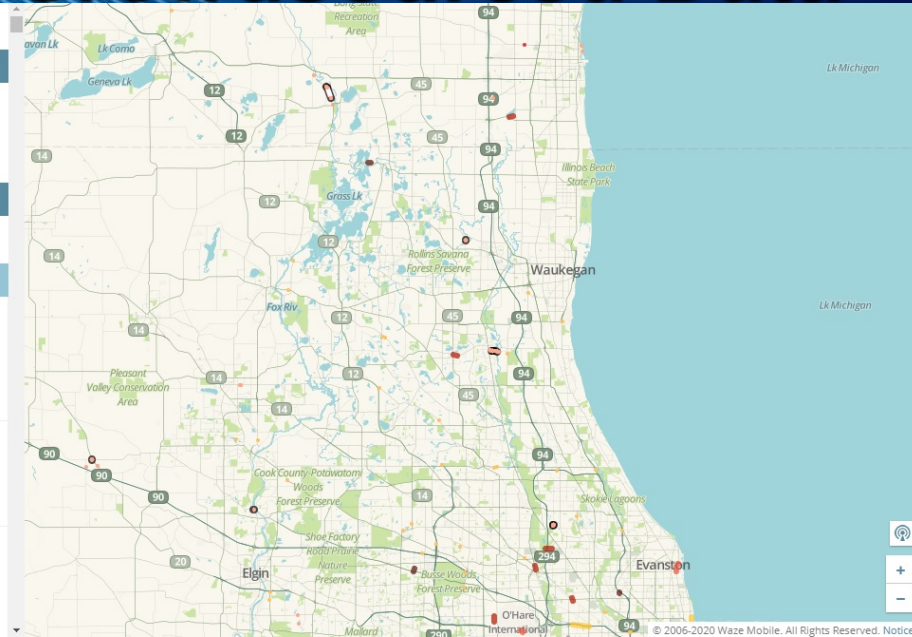 Recreation
Area
94
Lk Como
Geneva Lk
Lk Michigan
12
45
94
12
45
14
94
Illinois Beach
State Park
Grass Lk
12
94
12
Rollins Savana
Forest Preserve
14
Waukegan
Fox Riv
Lk Michigan
12
45
94
14
12
94
14
Pleasant
Valley Conservation
Area
45
14
90
94
Cook County-Potawatomi
Woods
Forest Preserve
90
90
14
Skokie Lagoons
Shoe Factory
Road Prairie
Nature
Preserve
294
20
Elgin
Evanston
Busse Woods
Forest Preserve
+
−
O'Hare
International
Mallard
290
94
© 2006-2020 Waze Mobile. All Rights Reserved. Notice